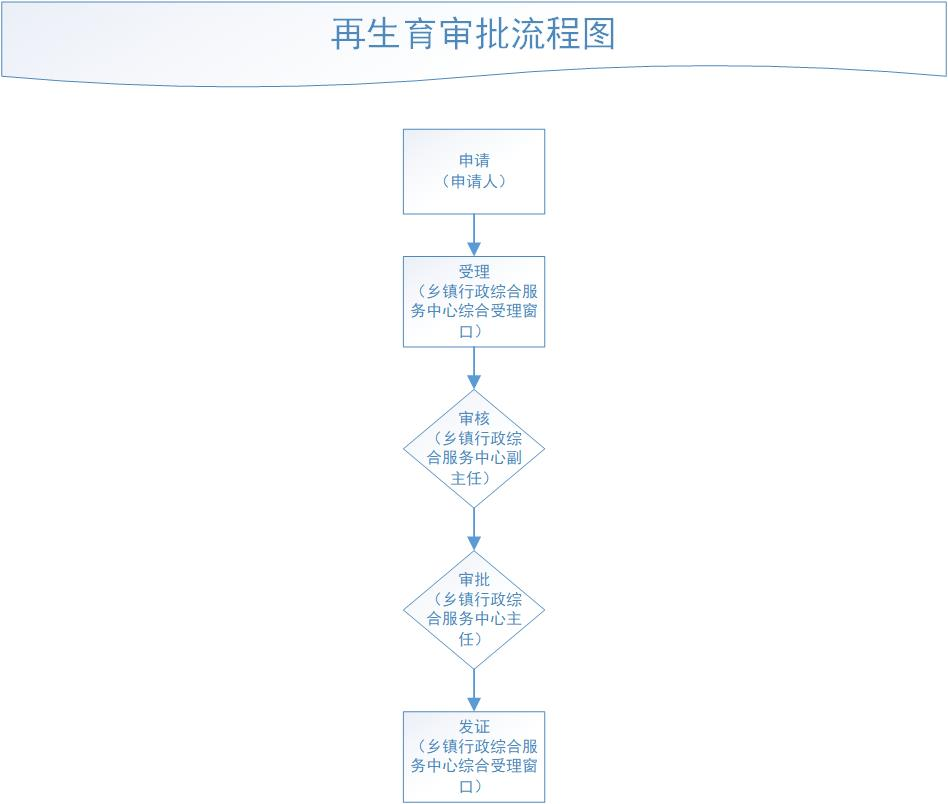 再生育审批流程图
申请
（申请人）
受理
（乡镇行政综合服
务中心综合受理窗
口）
审核
（乡镇行政综
合服务中心副
主任）
审批
（乡镇行政综
合服务中心主
任）
发证
（乡镇行政综合服
务中心综合受理窗
口）